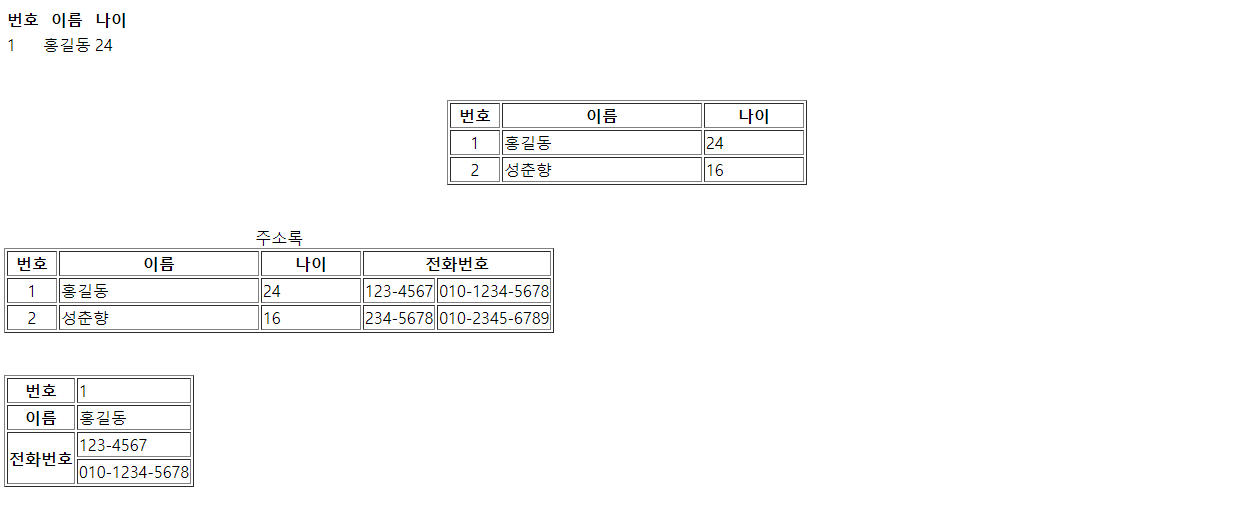 번호 이름 나이
1 홍길동 24
번호 이름 나이
1 홍길동 24
2 성춘향 16
주소록
번호 이름 나이 전화번호
1 홍길동 24 123-4567 010-1234-5678
2 성춘향 16 234-5678 010-2345-6789
번호 1
이름 홍길동
전화번호 123-4567
010-1234-5678